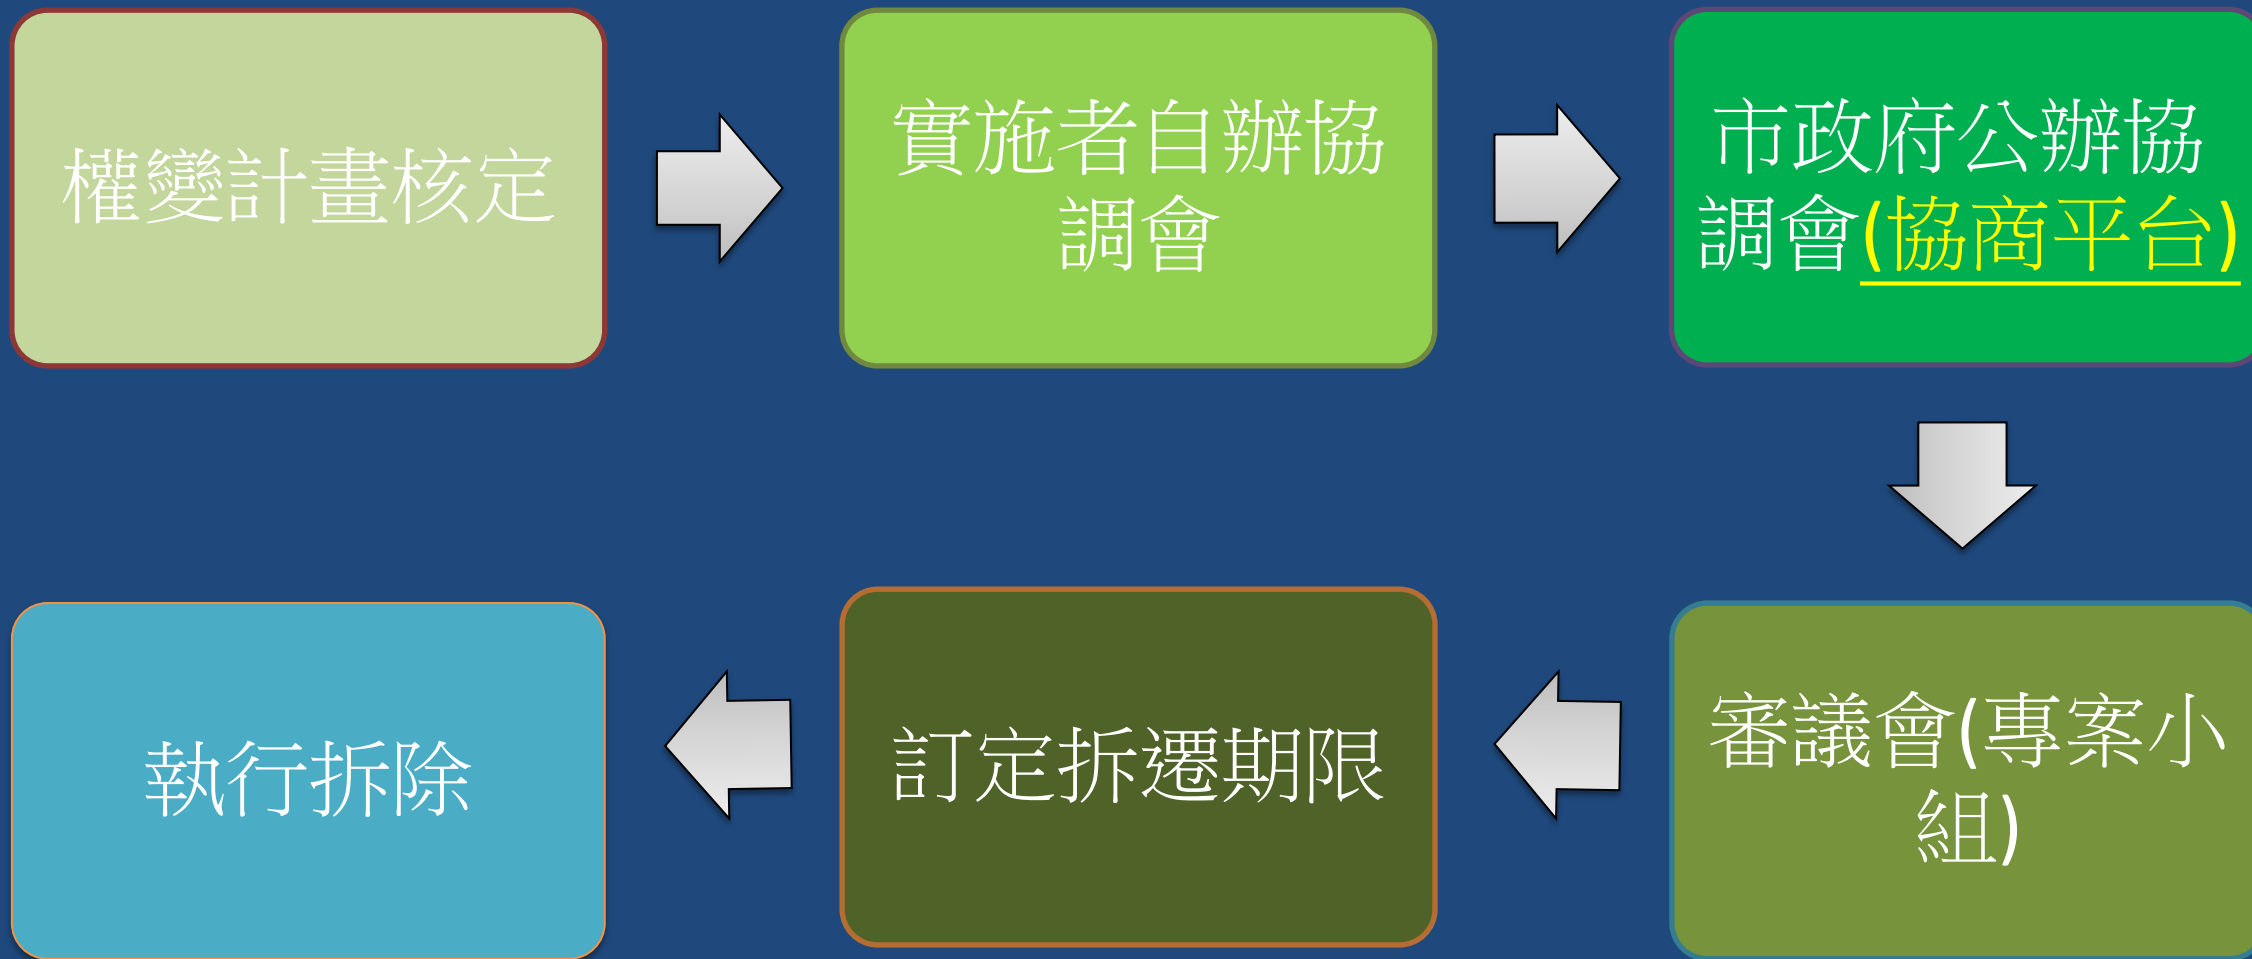 權變計畫核定
實施者自辦協
調會
市政府公辦協
調會(協商平台)
審議會(專案小
組)
訂定拆遷期限
執行拆除